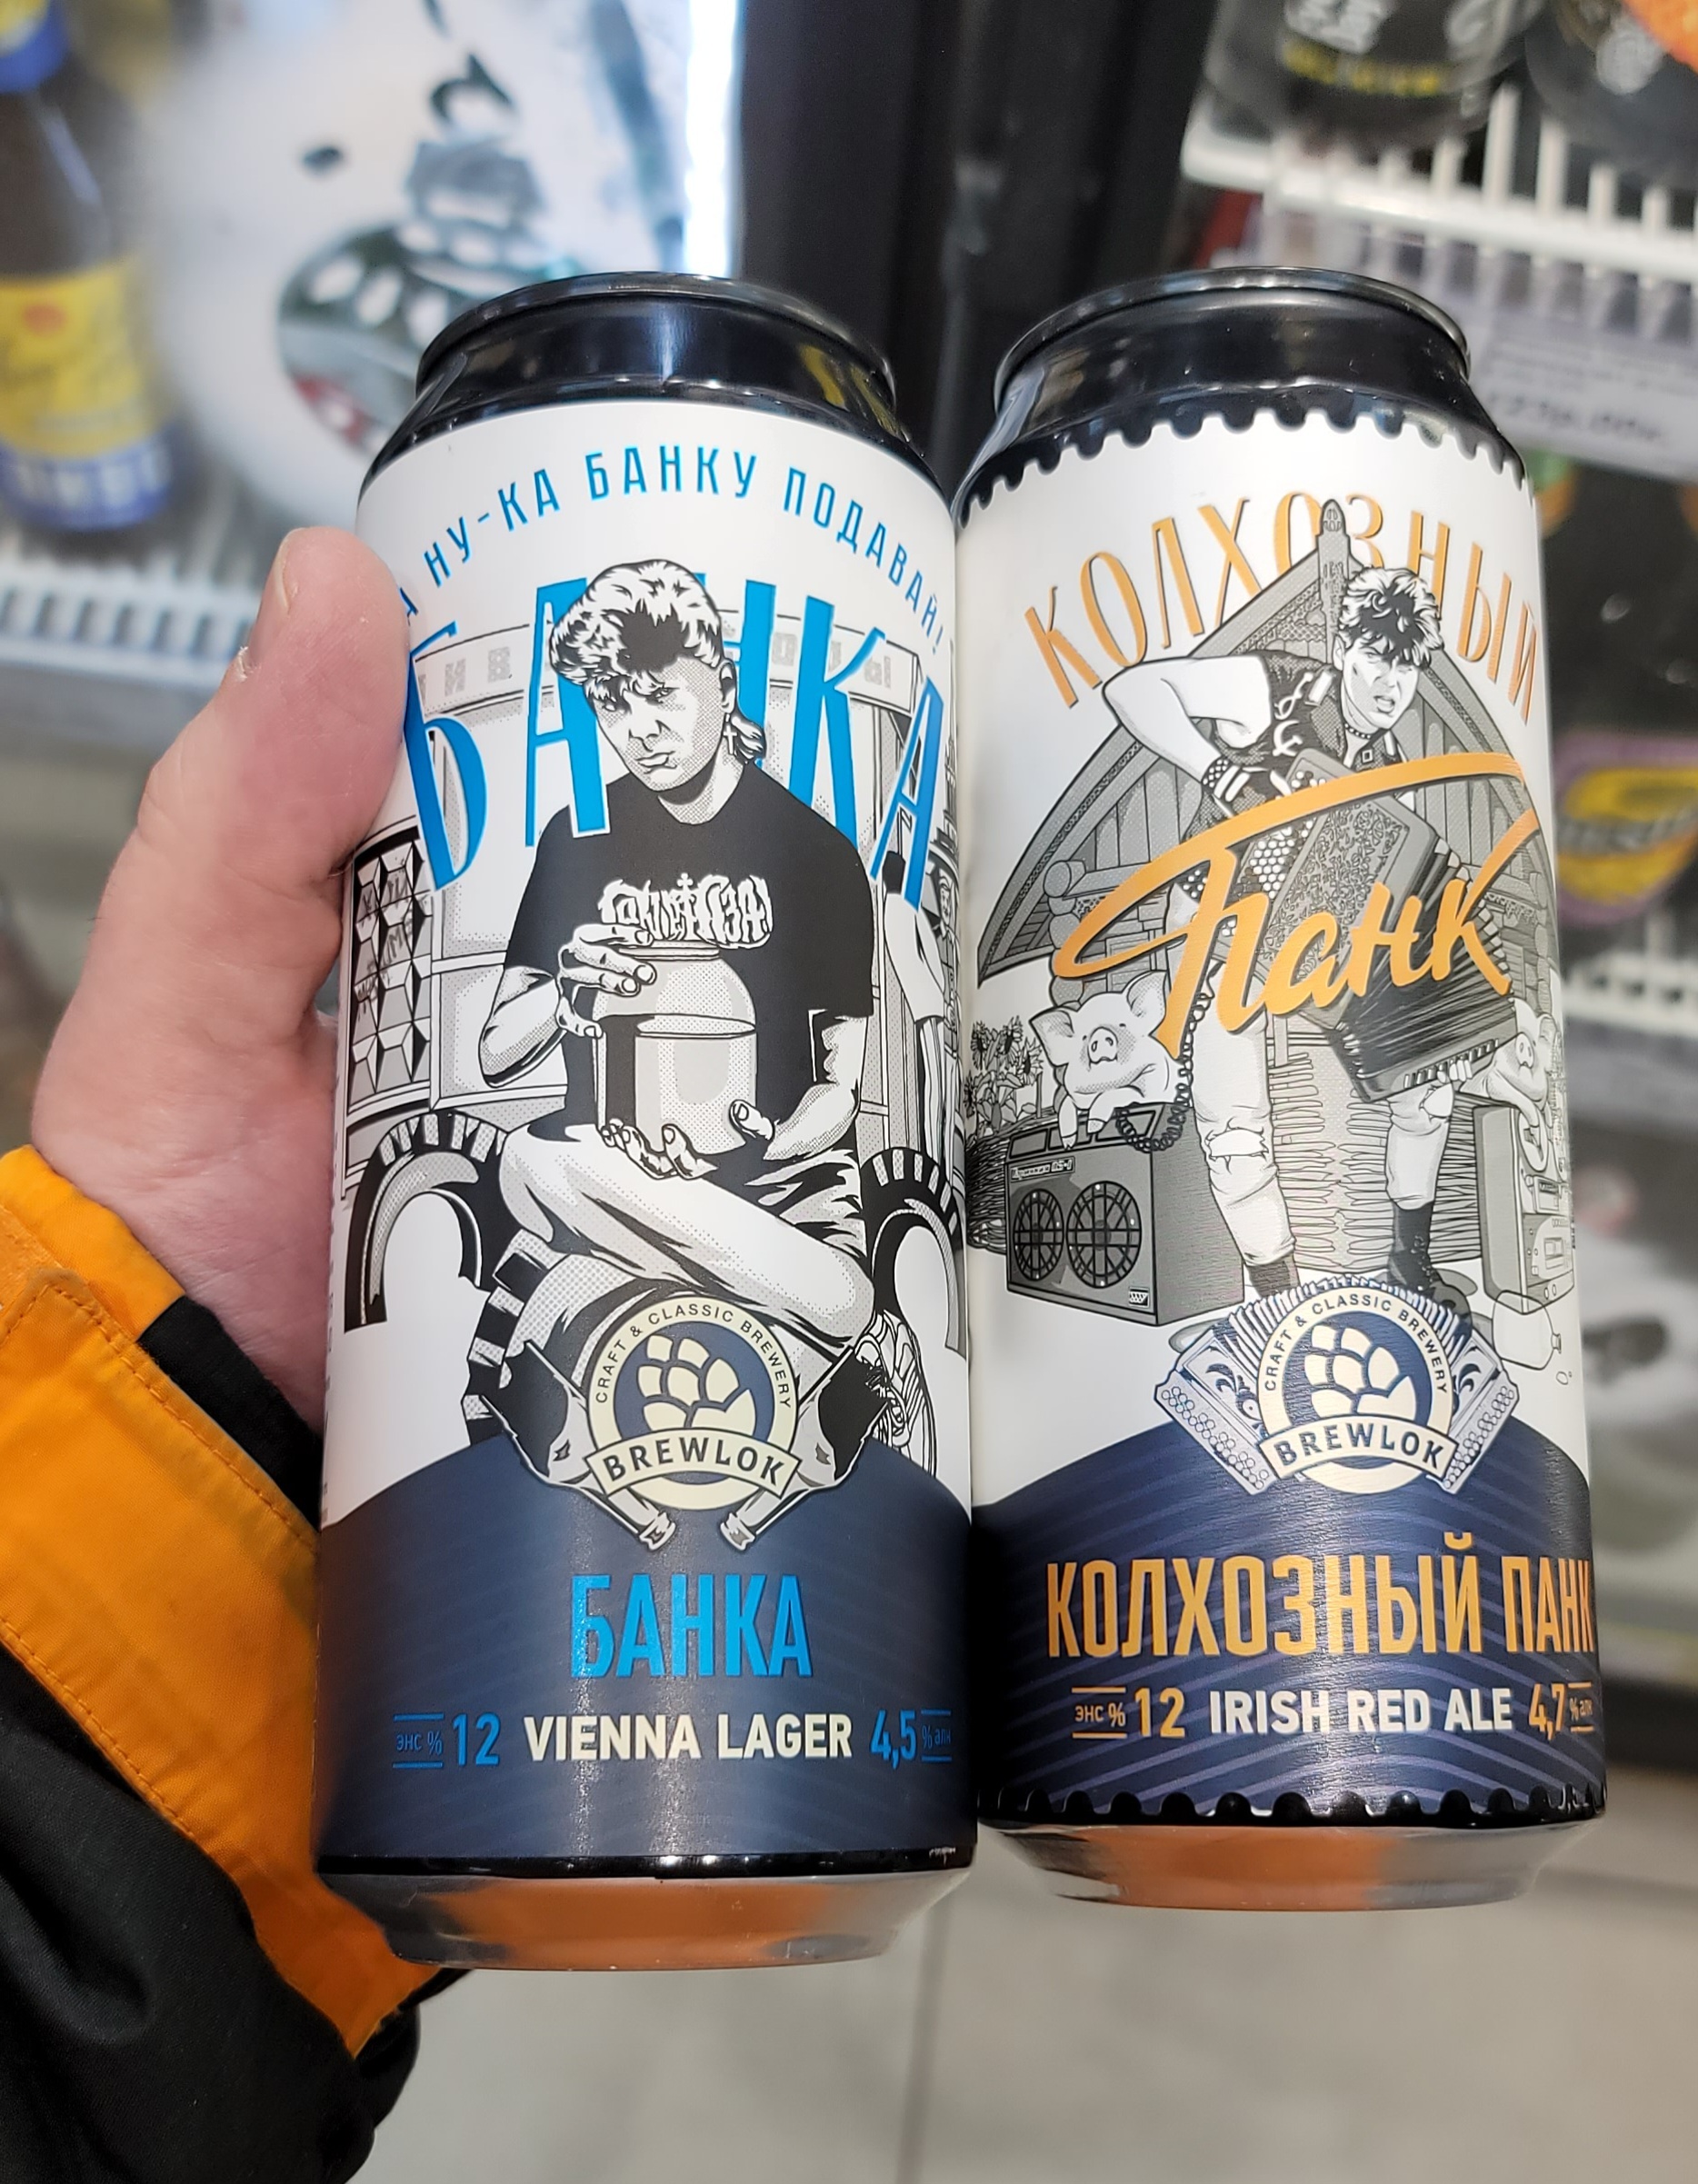 А НУ-КА БАНКУ ПОДАВАЙ!
БАНКА
CRAFT & CLASSIC BREWERY
BREWLOK
БАНКА
энс % 12 VIENNA LAGER 4,5 % алк
КОЛХОЗНЫЙ
Панк
CRAFT & CLASSIC BREWERY
BREWLOK
КОЛХОЗНЫЙ ПАНК
энс % 12 IRISH RED ALE 4,7 % алк